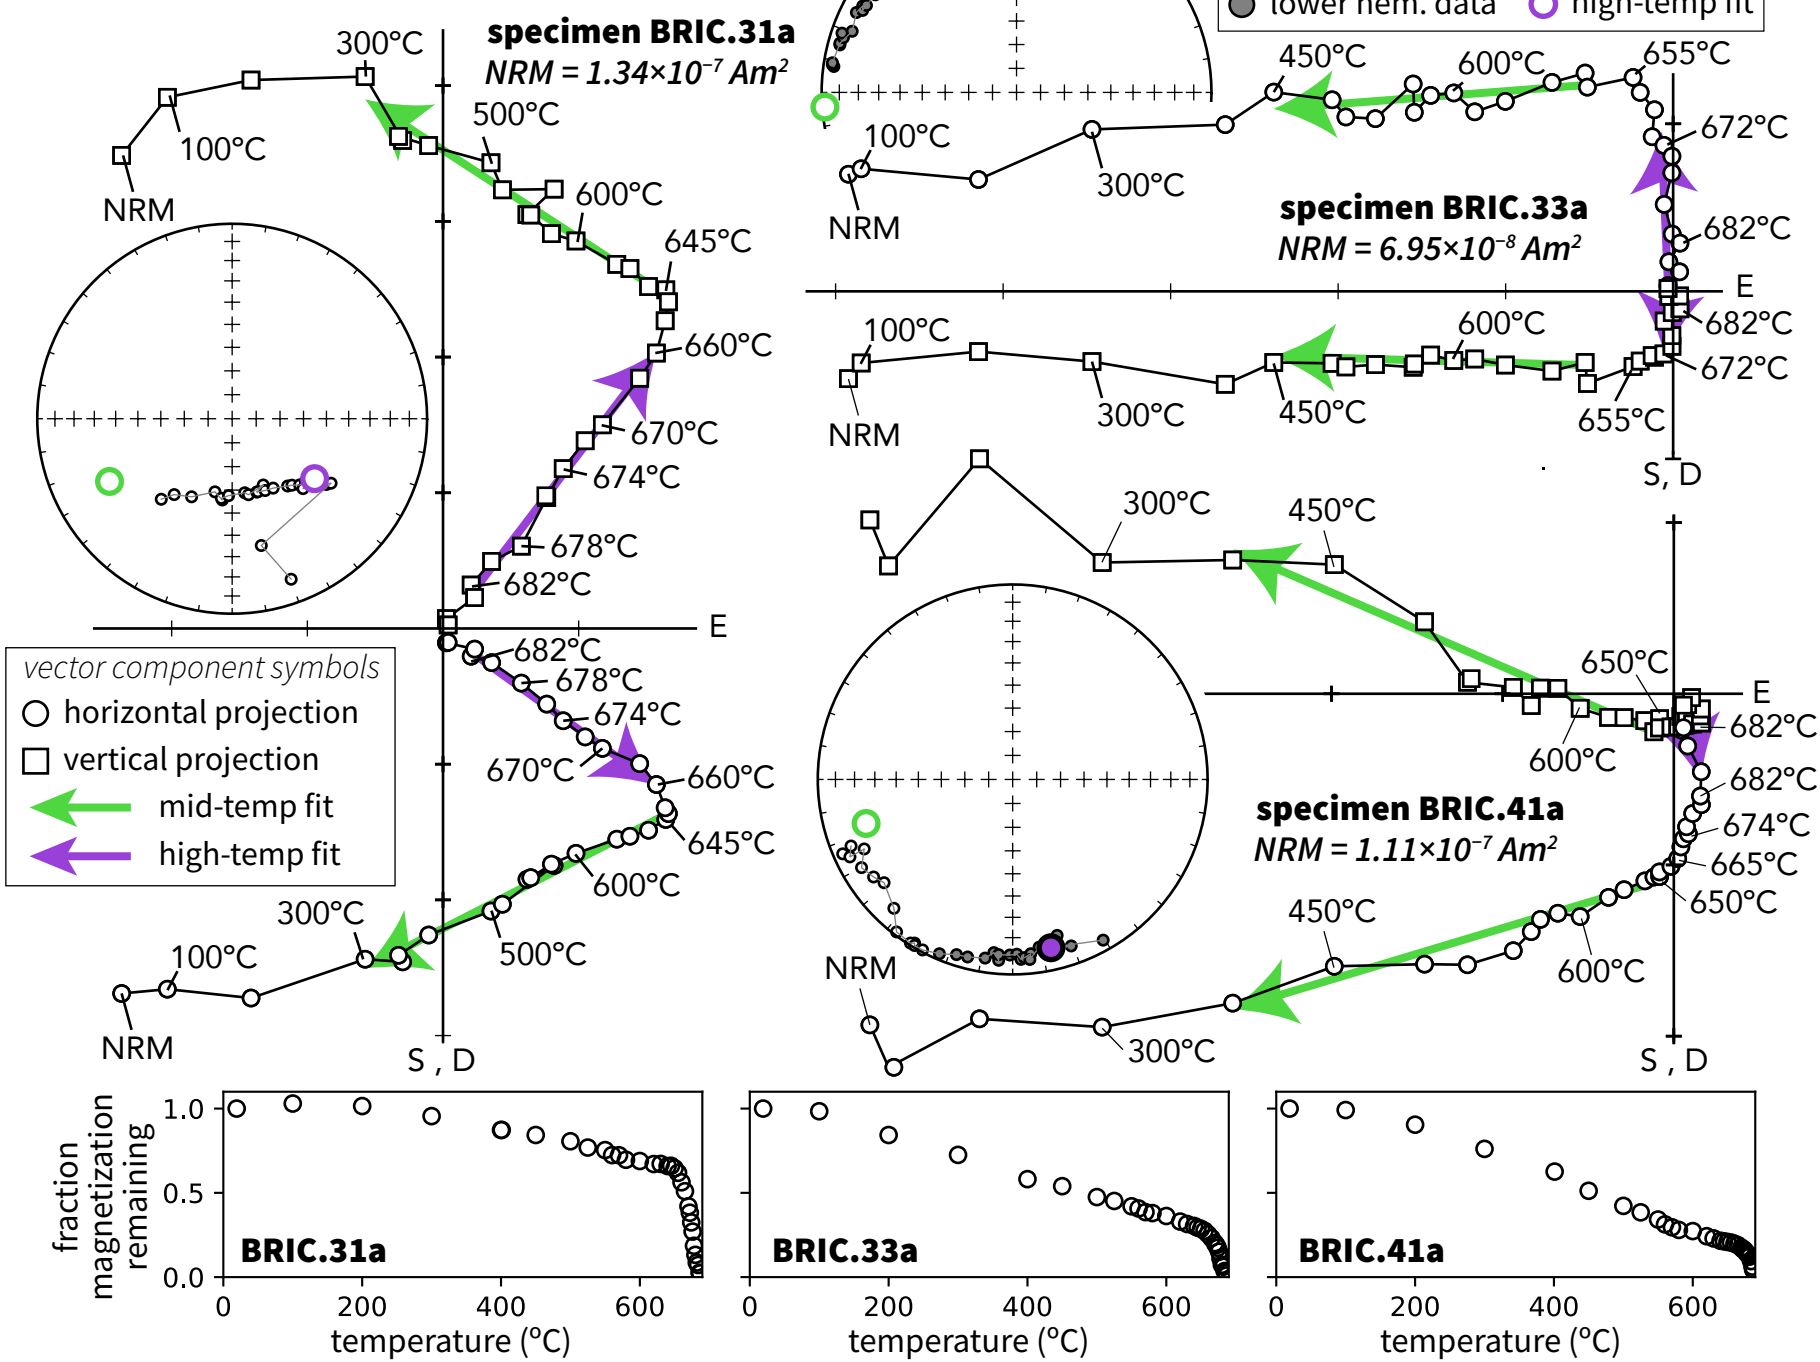 lower hem. data
high-temp fit
specimen BRIC.31a
NRM = 1.34×10⁻⁷ Am²
300°C
100°C
NRM
500°C
600°C
645°C
660°C
670°C
674°C
678°C
682°C
E
682°C
678°C
674°C
670°C
660°C
645°C
600°C
500°C
300°C
100°C
NRM
S , D
vector component symbols
horizontal projection
vertical projection
mid-temp fit
high-temp fit
450°C
600°C
655°C
672°C
100°C
300°C
NRM
specimen BRIC.33a
NRM = 6.95×10⁻⁸ Am²
682°C
E
682°C
672°C
100°C
600°C
NRM
300°C
450°C
655°C
S, D
300°C
450°C
650°C
E
682°C
600°C
682°C
specimen BRIC.41a
NRM = 1.11×10⁻⁷ Am²
674°C
665°C
650°C
450°C
600°C
NRM
300°C
S, D
fraction
magnetization
remaining
1.0
0.5
0.0
BRIC.31a
0 200 400 600
temperature (°C)
BRIC.33a
0 200 400 600
temperature (°C)
BRIC.41a
0 200 400 600
temperature (°C)